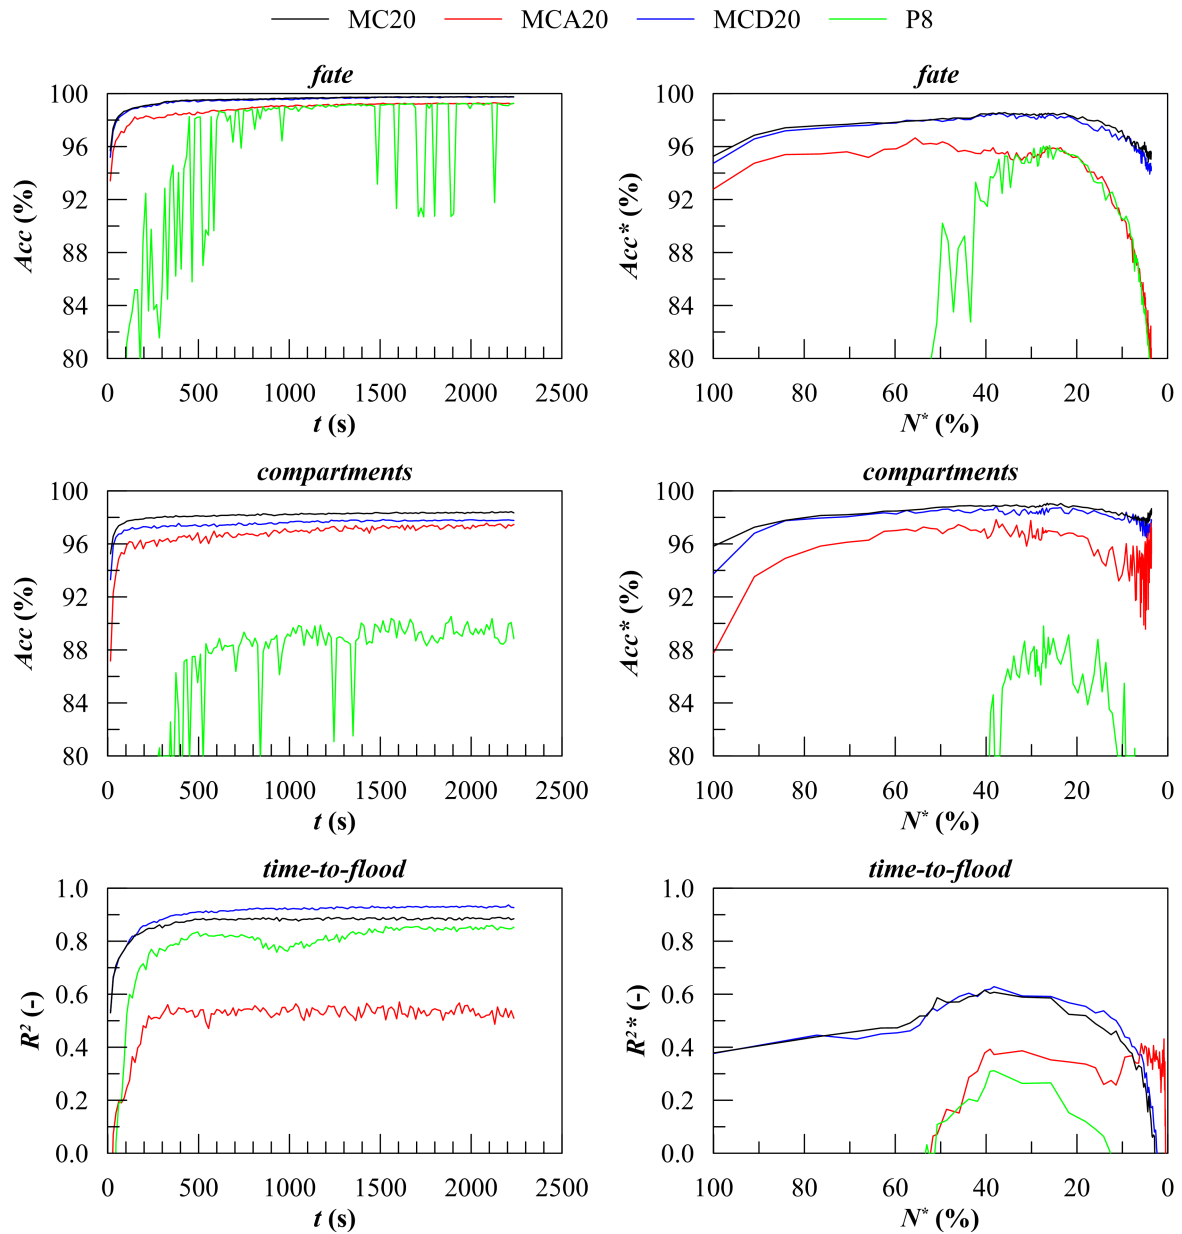 MC20 MCA20 MCD20 P8
fate fate
100 100
96 96
92 92
88 88
84 84
80 80
Acc (%) Acc* (%)
0 500 1000 1500 2000 2500 100 80 60 40 20 0
t (s) N* (%)
compartments compartments
100 100
96 96
92 92
88 88
84 84
80 80
Acc (%) Acc* (%)
0 500 1000 1500 2000 2500 100 80 60 40 20 0
t (s) N* (%)
time-to-flood time-to-flood
1.0 1.0
0.8 0.8
0.6 0.6
0.4 0.4
0.2 0.2
0.0 0.0
R² (-) R²* (-)
0 500 1000 1500 2000 2500 100 80 60 40 20 0
t (s) N* (%)